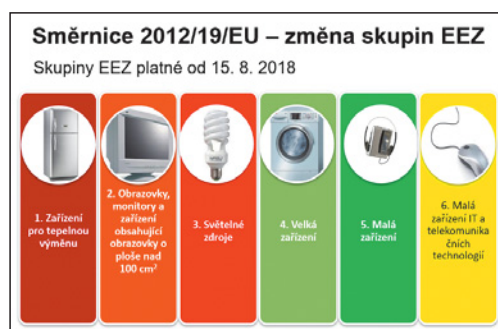 Směrnice 2012/19/EU – změna skupin EEZ
Skupiny EEZ platné od 15. 8. 2018
1. Zařízení
pro tepelnou
výměnu
2. Obrazovky,
monitory a
zařízení
obsahující
obrazovky o
ploše nad
100 cm²
3. Světelné
zdroje
4. Velká
zařízení
5. Malá
zařízení
6. Malá
zařízení IT a
telekomunika
čních
technologií